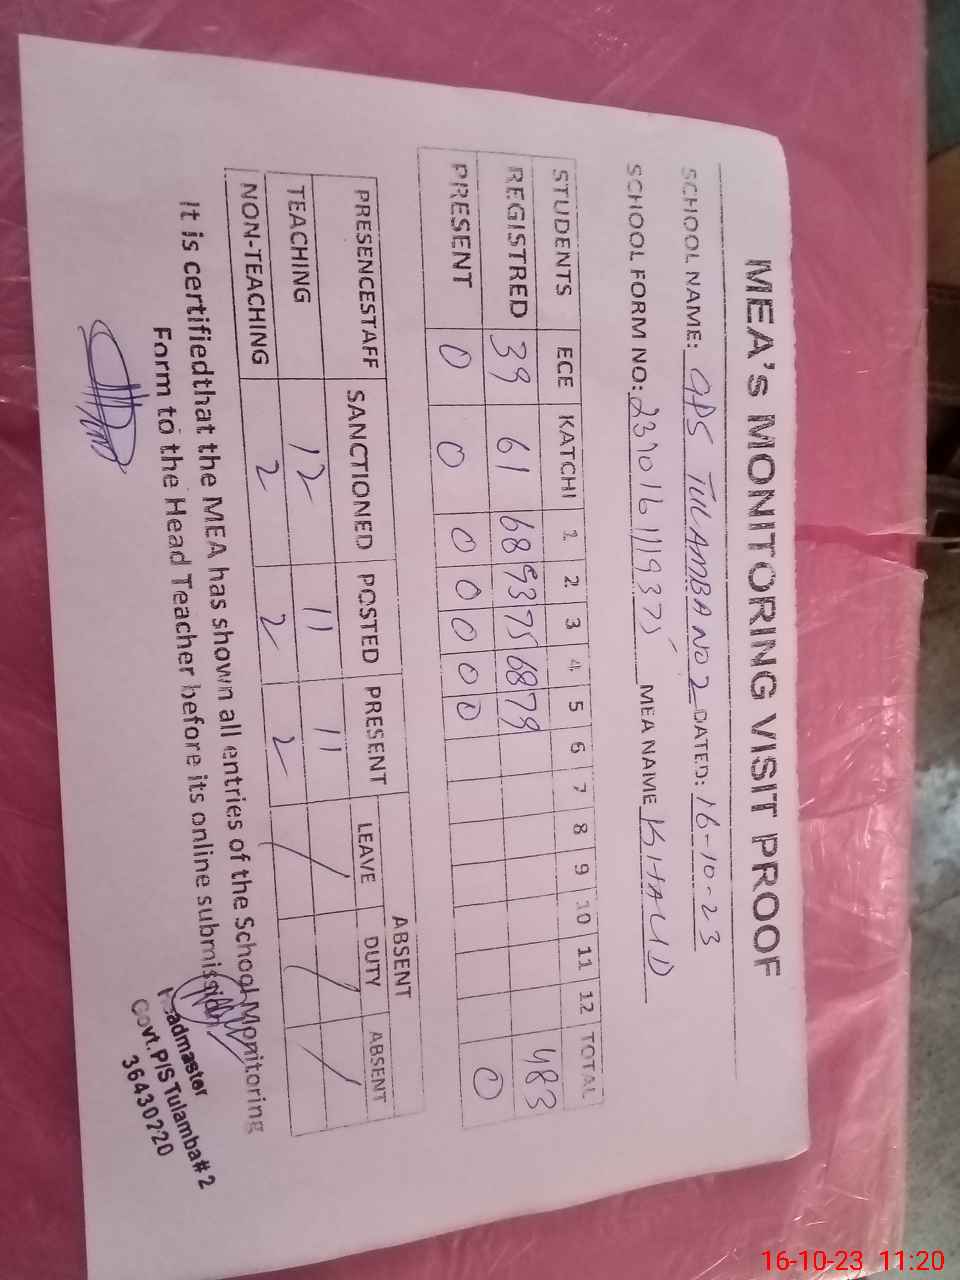 MEA's MONITORING VISIT PROOF
SCHOOL NAME: GPS TULAMBA NO 2 DATED: 16-10-23
SCHOOL FORM NO: 2370161119375 MEA NAME KHALID
STUDENTS ECE KATCHI 1 2 3 4 5 6 7 8 9 10 11 12 TOTAL
REGISTRED 39 61 68 93 75 68 79 483
PRESENT 0 0 0 0 0 0 0 0
PRESENCESTAFF SANCTIONED POSTED PRESENT ABSENT
LEAVE DUTY ABSENT
TEACHING 12 11 11 / / /
NON-TEACHING 2 2 2
It is certifiedthat the MEA has shown all entries of the School Monitoring
Form to the Head Teacher before its online submission
Headmaster
Govt.P/S Tulamba# 2
36430220
16-10-23 11:20